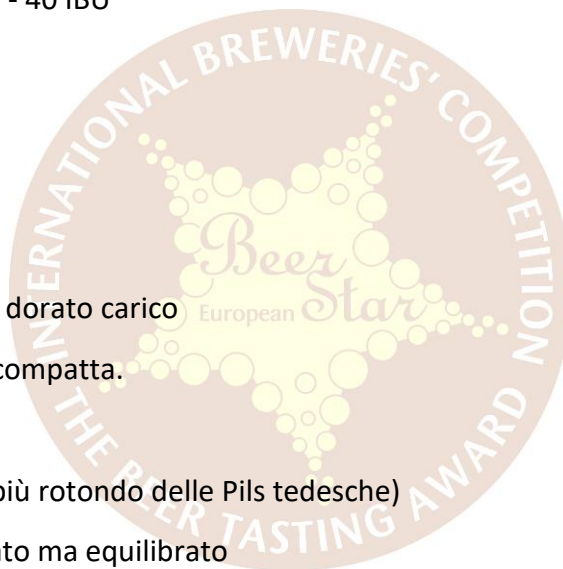 - 40 IBU
INTERNATIONAL BREWERIES' COMPETITION
Beer
European Star
dorato carico
compatta.
più rotondo delle Pils tedesche)
to ma equilibrato
THE BEER TASTING AWARD